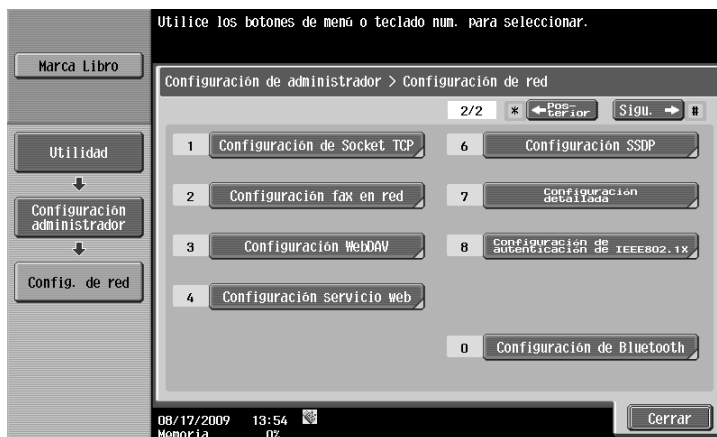 Utilice los botones de menú o teclado num. para seleccionar.
Marca Libro
Configuración de administrador > Configuración de red
2/2 * ←Pos-
terior Sigu. → #
Utilidad
1 Configuración de Socket TCP
6 Configuración SSDP
2 Configuración fax en red
7 Configuración
detallada
Configuración
administrador
3 Configuración WebDAV
8 Configuración de
autenticación de IEEE802.1X
Config. de red
4 Configuración servicio web
0 Configuración de Bluetooth
08/17/2009 13:54
Memoria 0%
Cerrar